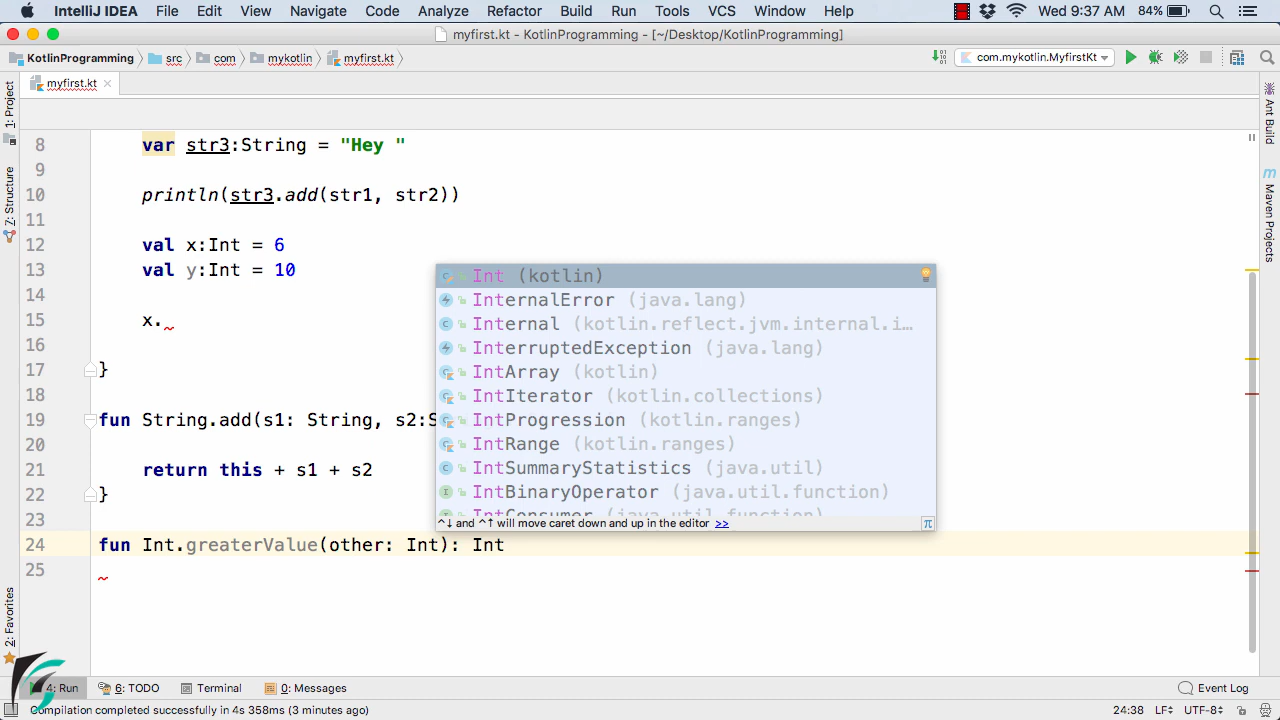 IntelliJ IDEA File Edit View Navigate Code Analyze Refactor Build Run Tools VCS Window Help Wed 9:37 AM 84%
myfirst.kt - KotlinProgramming - [~/Desktop/KotlinProgramming]
KotlinProgramming src com mykotlin myfirst.kt com.mykotlin.MyfirstKt
myfirst.kt
1: Project
7: Structure
2: Favorites
Ant Build
Maven Projects
8 var str3:String = "Hey "
9
10 println(str3.add(str1, str2))
11
12 val x:Int = 6
13 val y:Int = 10
14
15 x.
16
17 }
18
19 fun String.add(s1: String, s2:S
20
21 return this + s1 + s2
22 }
23
24 fun Int.greaterValue(other: Int): Int
25
Int (kotlin)
InternalError (java.lang)
Internal (kotlin.reflect.jvm.internal.i...
InterruptedException (java.lang)
IntArray (kotlin)
IntIterator (kotlin.collections)
IntProgression (kotlin.ranges)
IntRange (kotlin.ranges)
IntSummaryStatistics (java.util)
IntBinaryOperator (java.util.function)
IntConsumer (java.util.function)
^↓ and ^↑ will move caret down and up in the editor >> π
4: Run 6: TODO Terminal 0: Messages Event Log
Compilation completed successfully in 4s 358ms (3 minutes ago) 24:38 LF÷ UTF-8÷